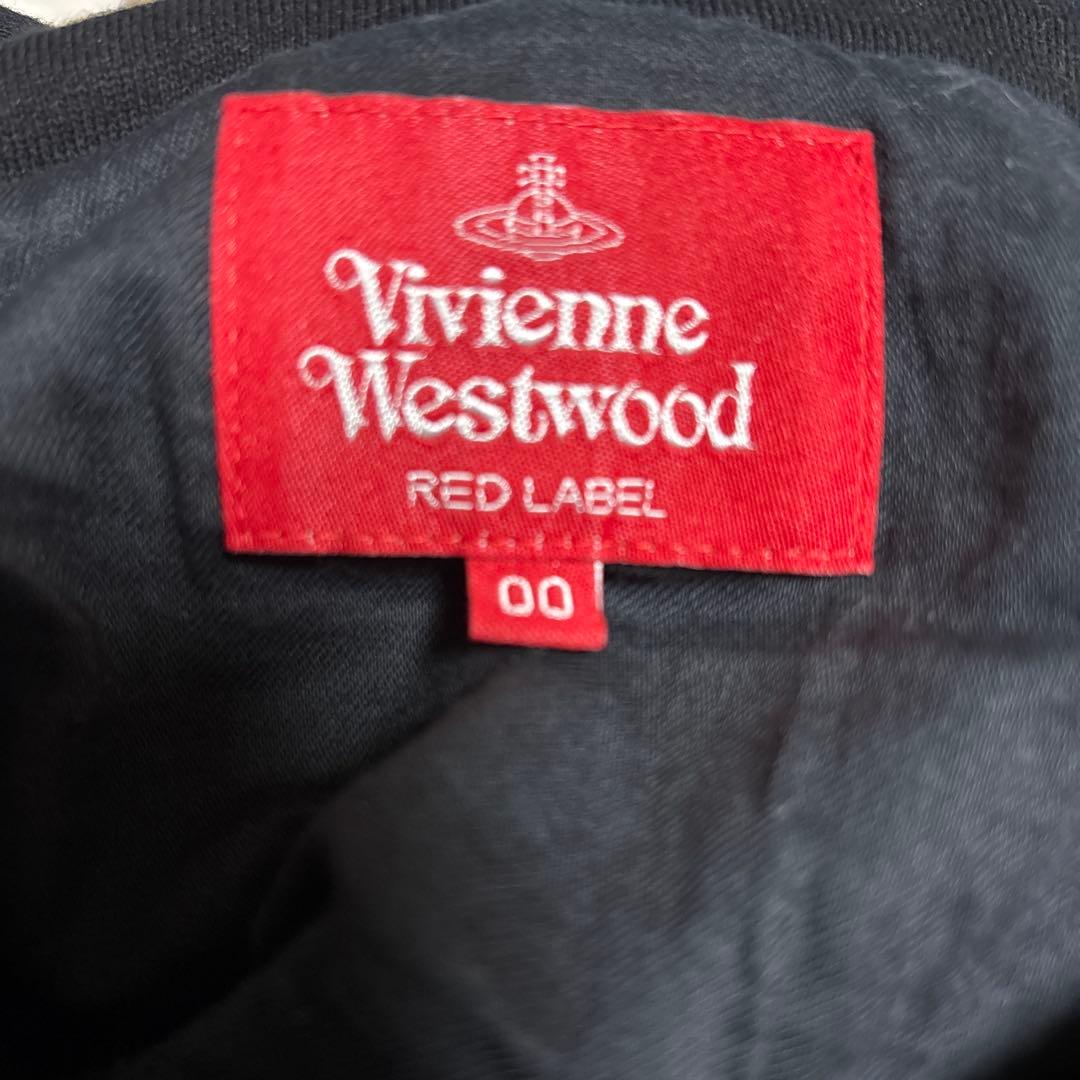 Vivienne
Westwood
RED LABEL
00